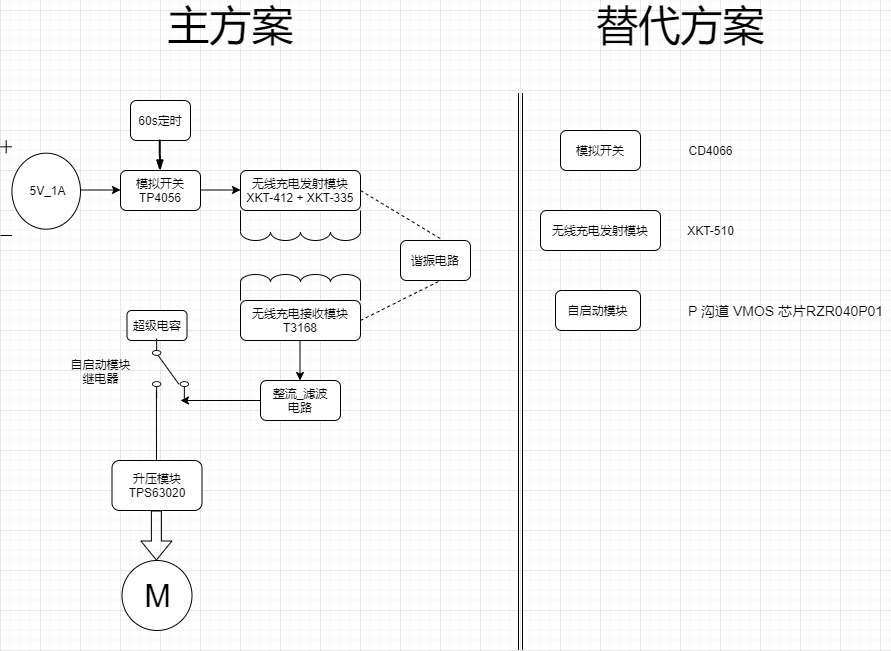 主方案
替代方案
60s定时
+
5V_1A
-
模拟开关
TP4056
无线充电发射模块
XKT-412 + XKT-335
谐振电路
无线充电接收模块
T3168
超级电容
自启动模块
继电器
整流_滤波
电路
升压模块
TPS63020
M
模拟开关
CD4066
无线充电发射模块
XKT-510
自启动模块
P 沟道 VMOS 芯片RZR040P01